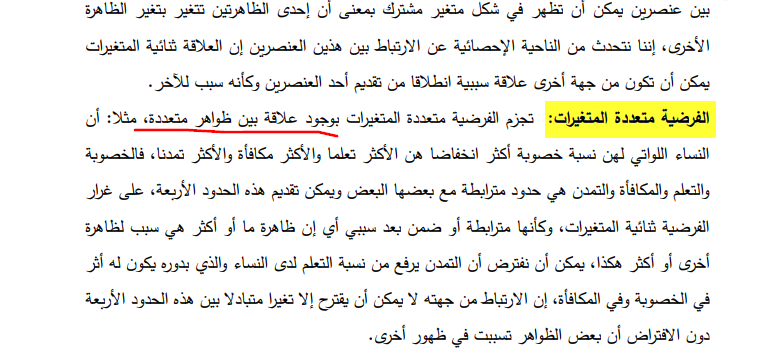 بين عنصرين يمكن أن تظهر في شكل متغير مشترك بمعنى أن إحدى الظاهرتين تتغير بتغير الظاهرة
الأخرى، إننا نتحدث من الناحية الإحصائية عن الارتباط بين هذين العنصرين إن العلاقة ثنائية المتغيرات
يمكن أن تكون من جهة أخرى علاقة سببية انطلاقا من تقديم أحد العنصرين وكأنه سبب للآخر.
الفرضية متعددة المتغيرات: تجزم الفرضية متعددة المتغيرات بوجود علاقة بين ظواهر متعددة، مثلا: أن
النساء اللواتي لهن نسبة خصوبة أكثر انخفاضا هن الأكثر تعلما والأكثر مكافأة والأكثر تمدنا، فالخصوبة
والتعلم والمكافأة والتمدن هي حدود مترابطة مع بعضها البعض ويمكن تقديم هذه الحدود الأربعة، على غرار
الفرضية ثنائية المتغيرات، وكأنها مترابطة أو ضمن بعد سببي أي إن ظاهرة ما أو أكثر هي سبب لظاهرة
أخرى أو أكثر هكذا، يمكن أن نفترض أن التمدن يرفع من نسبة التعلم لدى النساء والذي بدوره يكون له أثر
في الخصوبة وفي المكافأة، إن الارتباط من جهته لا يمكن أن يقترح إلا تغيرا متبادلا بين هذه الحدود الأربعة
دون الافتراض أن بعض الظواهر تسببت في ظهور أخرى.